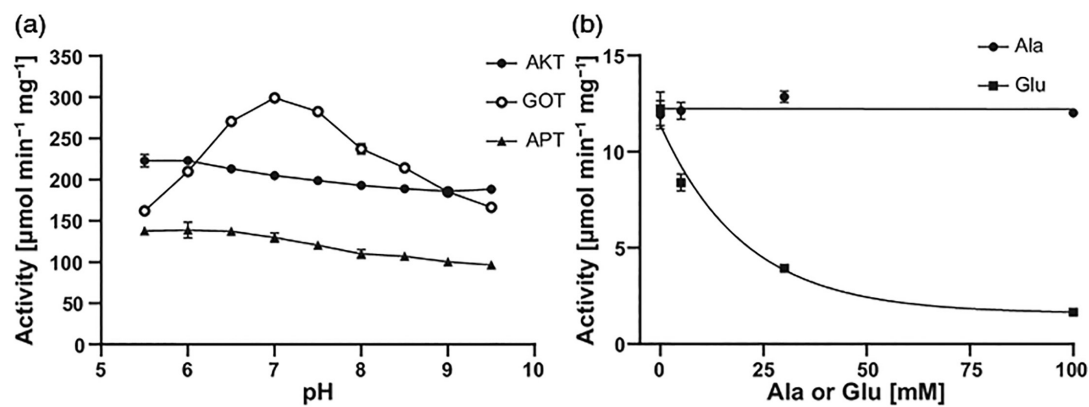 (a)
Activity [µmol min⁻¹ mg⁻¹]
350
300
250
200
150
100
50
0
5
6
7
8
9
10
pH
AKT
GOT
APT
(b)
Activity [µmol min⁻¹ mg⁻¹]
15
10
5
0
0
25
50
75
100
Ala or Glu [mM]
Ala
Glu